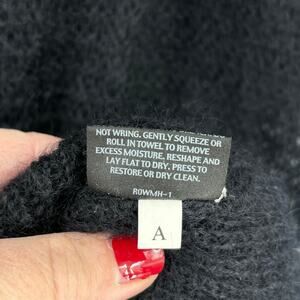 NOT WRING. GENTLY SQUEEZE OR
ROLL IN TOWEL TO REMOVE
EXCESS MOISTURE, RESHAPE AND
LAY FLAT TO DRY. PRESS TO
RESTORE OR DRY CLEAN.
R0WMH-1
A